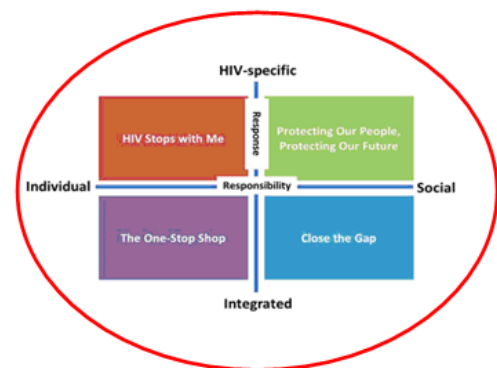 HIV-specific
HIV Stops with Me
Response
Protecting Our People,
Protecting Our Future
Individual
Responsibility
Social
The One-Stop Shop
Close the Gap
Integrated